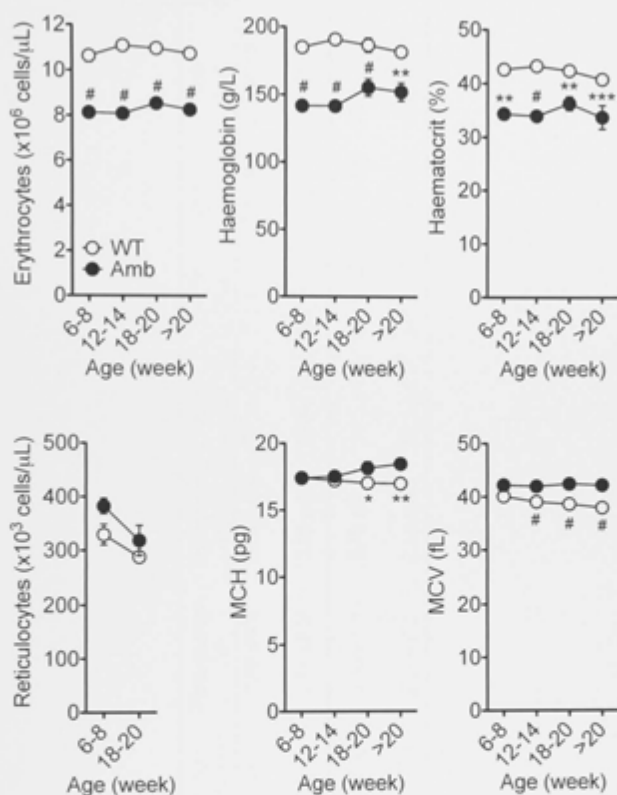 Erythrocytes (x10⁶ cells/µL)
12
10
8
6
4
2
0
# # # #
WT
Amb
6-8 12-14 18-20 >20
Age (week)
Haemoglobin (g/L)
200
150
100
50
0
# # # **
6-8 12-14 18-20 >20
Age (week)
Haematocrit (%)
50
40
30
20
10
0
** # ** ***
6-8 12-14 18-20 >20
Age (week)
Reticulocytes (x10³ cells/µL)
500
400
300
200
100
0
6-8 18-20
Age (week)
MCH (pg)
20
15
10
5
0
* **
6-8 12-14 18-20 >20
Age (week)
MCV (fL)
50
40
30
20
10
0
# # #
6-8 12-14 18-20 >20
Age (week)